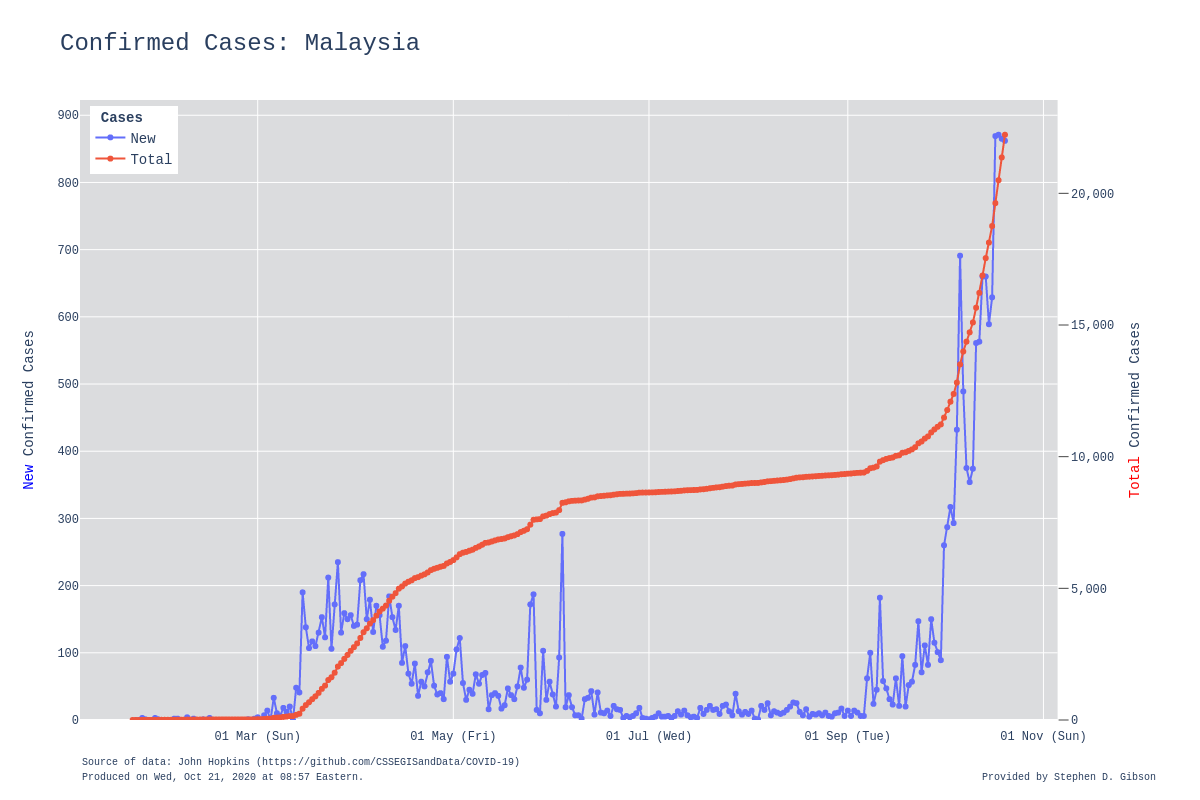 Confirmed Cases: Malaysia
Cases
New
Total
900
800
700
600
500
400
300
200
100
0
New Confirmed Cases
20,000
15,000
10,000
5,000
0
Total Confirmed Cases
01 Mar (Sun)
01 May (Fri)
01 Jul (Wed)
01 Sep (Tue)
01 Nov (Sun)
Source of data: John Hopkins (https://github.com/CSSEGISandData/COVID-19)
Produced on Wed, Oct 21, 2020 at 08:57 Eastern.
Provided by Stephen D. Gibson